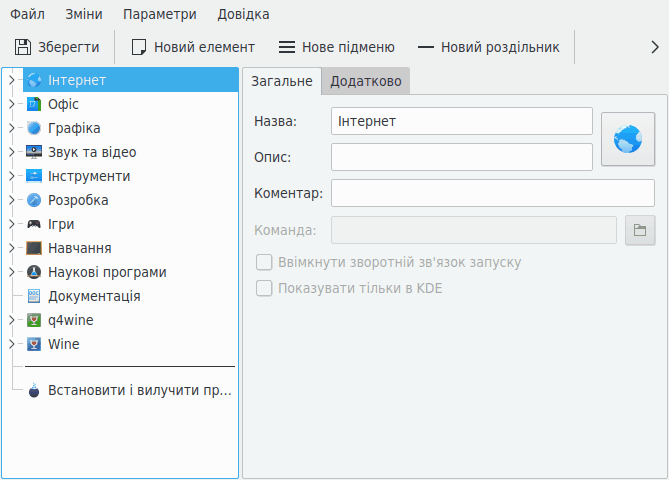 Файл Зміни Параметри Довідка
Зберегти Новий елемент Нове підменю Новий роздільник
Інтернет
Офіс
Графіка
Звук та відео
Інструменти
Розробка
Ігри
Навчання
Наукові програми
Документація
q4wine
Wine
Встановити і вилучити пр...
Загальне Додатково
Назва: Інтернет
Опис:
Коментар:
Команда:
Ввімкнути зворотній зв'язок запуску
Показувати тільки в KDE